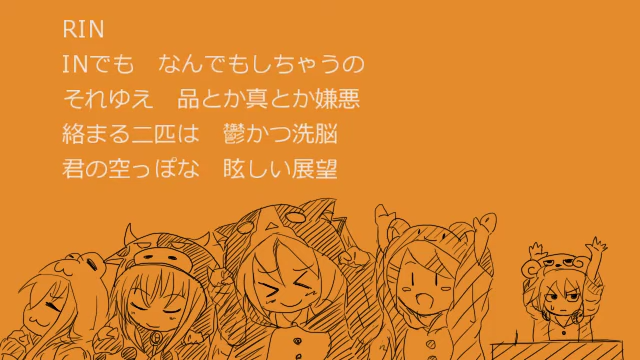 RIN
INでも　なんでもしちゃうの
それゆえ　品とか真とか嫌悪
絡まる二匹は　鬱かつ洗脳
君の空っぽな　眩しい展望